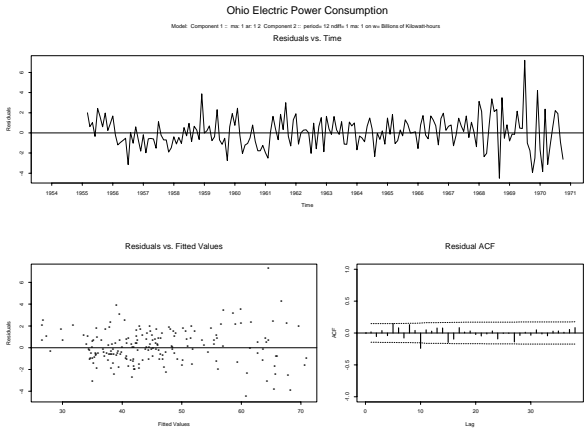 Ohio Electric Power Consumption
Model: Component 1 :: ma: 1 ar: 1 2 Component 2 :: period= 12 ndiff= 1 ma: 1 on w= Billions of Kilowatt-hours
Residuals vs. Time
Residuals
-4 -2 0 2 4 6
1954 1955 1956 1957 1958 1959 1960 1961 1962 1963 1964 1965 1966 1967 1968 1969 1970 1971
Time
Residuals vs. Fitted Values
Residuals
-4 -2 0 2 4 6
30 40 50 60 70
Fitted Values
Residual ACF
ACF
-1.0 -0.5 0.0 0.5 1.0
0 10 20 30
Lag